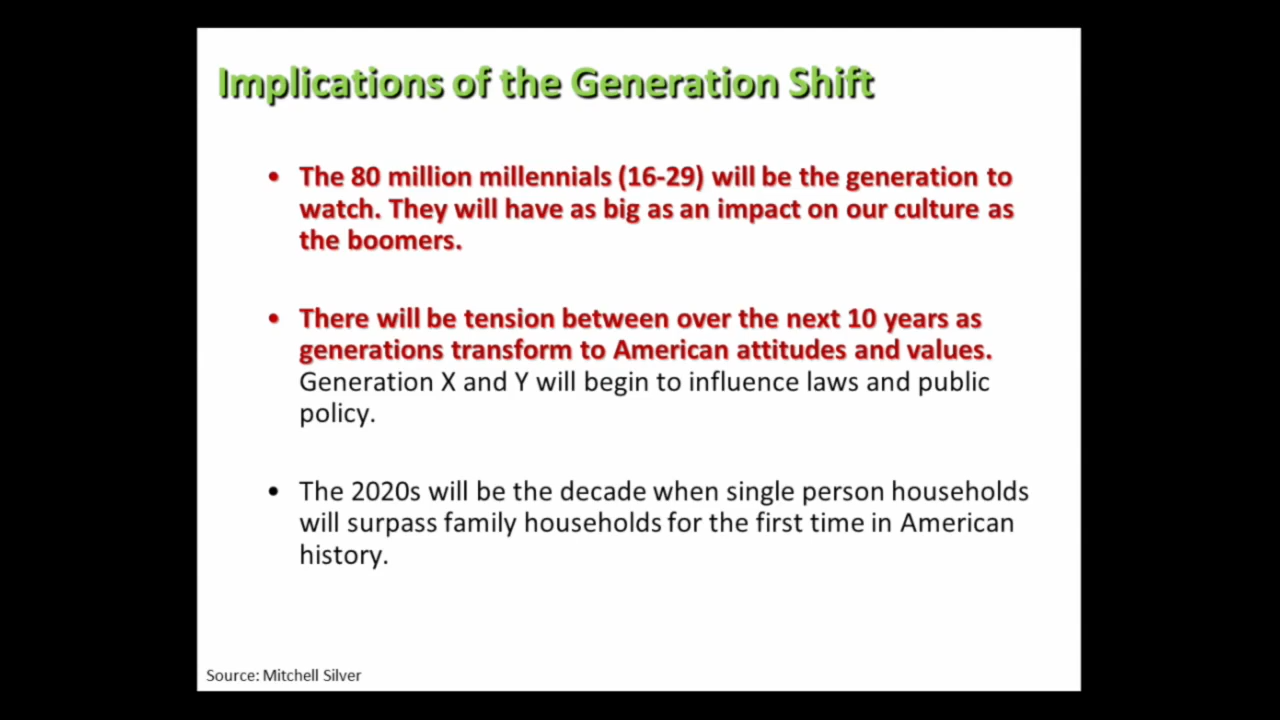 Implications of the Generation Shift
• The 80 million millennials (16-29) will be the generation to
watch. They will have as big as an impact on our culture as
the boomers.
• There will be tension between over the next 10 years as
generations transform to American attitudes and values.
Generation X and Y will begin to influence laws and public
policy.
• The 2020s will be the decade when single person households
will surpass family households for the first time in American
history.
Source: Mitchell Silver